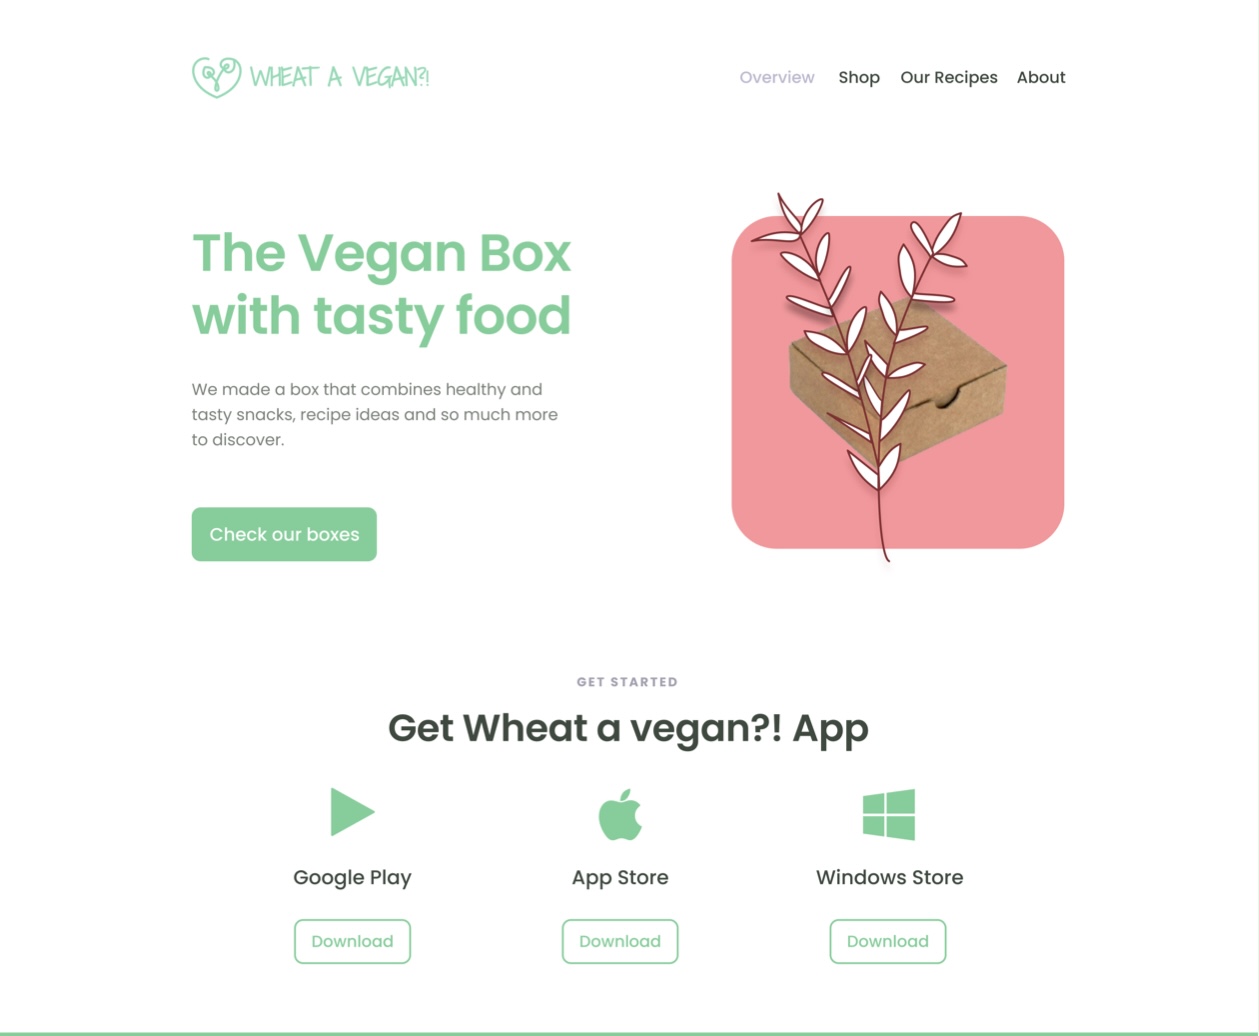 WHEAT A VEGAN?!
Overview Shop Our Recipes About
The Vegan Box
with tasty food
We made a box that combines healthy and
tasty snacks, recipe ideas and so much more
to discover.
Check our boxes
GET STARTED
Get Wheat a vegan?! App
Google Play App Store Windows Store
Download Download Download